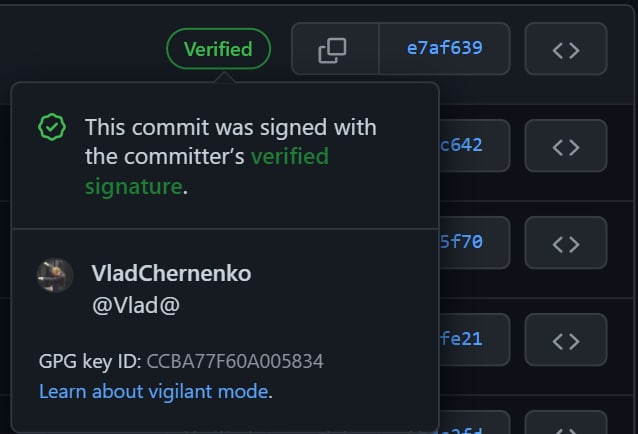 Verified
e7af639
This commit was signed with
the committer's verified
signature.
c642
5f70
VladChernenko
@Vlad@
fe21
GPG key ID: CCBA77F60A005834
Learn about vigilant mode.